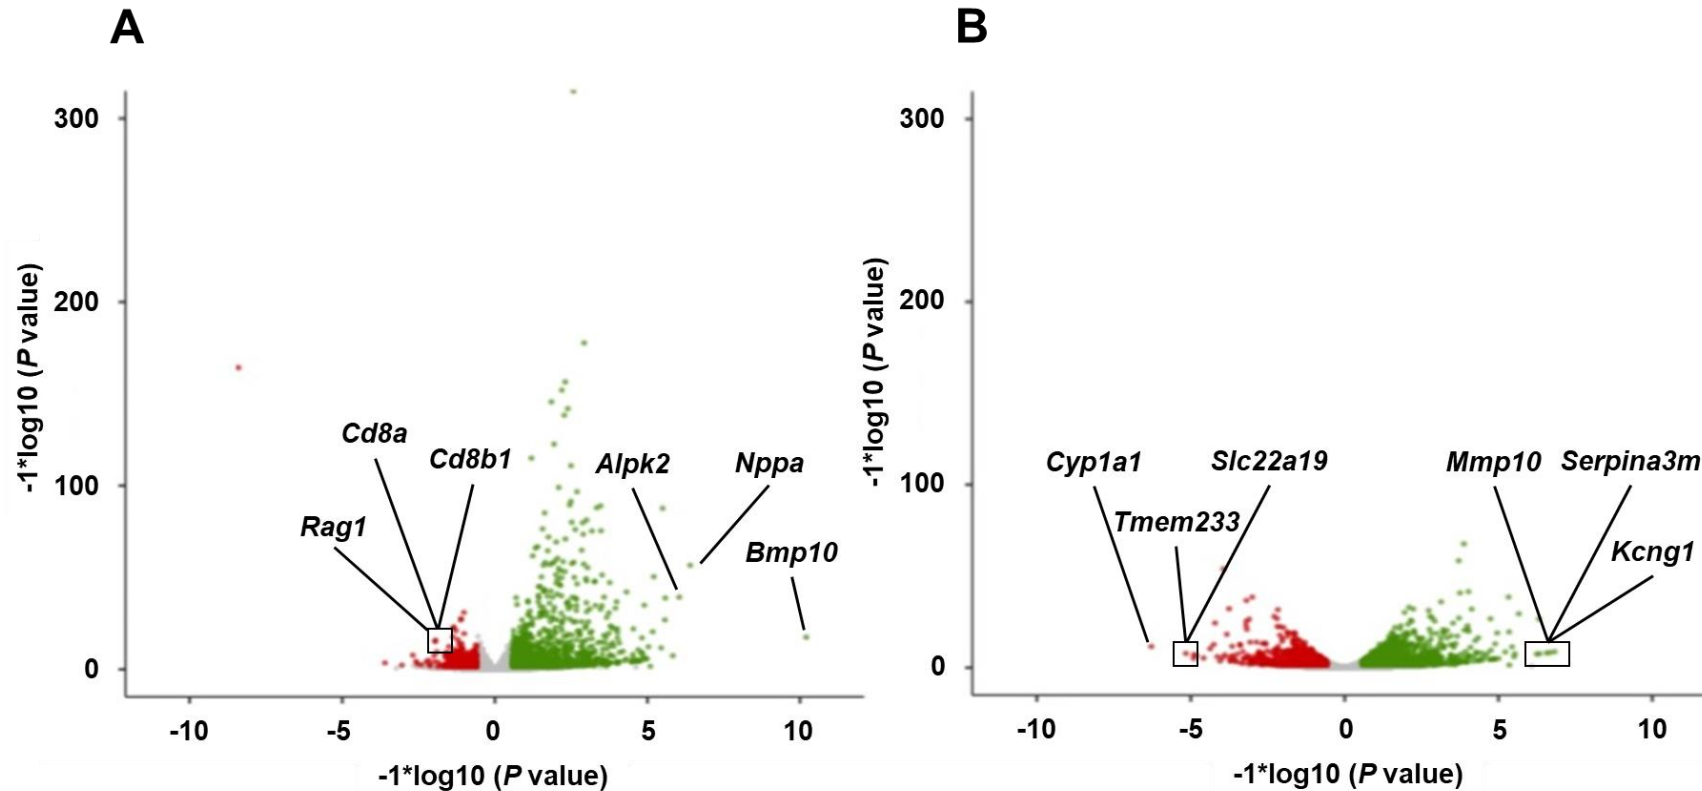 A
300
200
100
0
-1*log10 (P value)
Cd8a
Cd8b1
Rag1
Alpk2
Nppa
Bmp10
-10
-5
0
5
10
-1*log10 (P value)
B
300
200
100
0
-1*log10 (P value)
Cyp1a1
Slc22a19
Tmem233
Mmp10
Serpina3m
Kcng1
-10
-5
0
5
10
-1*log10 (P value)